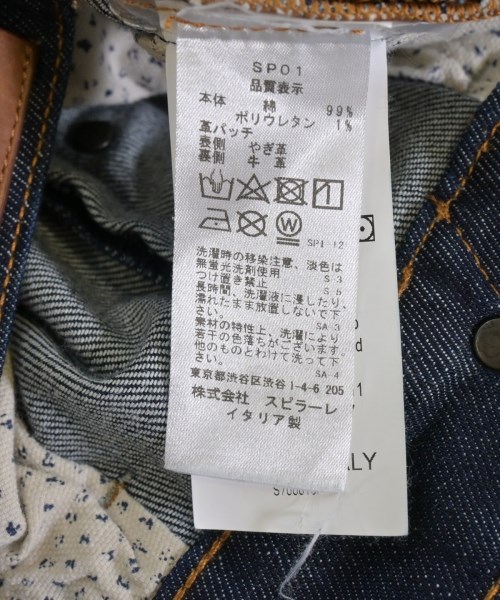 SP01
品質表示
本体 綿 99%
ポリウレタン 1%
革パッチ
表側 やぎ革
裏側 牛 革
W
SP4-12
洗濯時の移染注意、淡色は
無蛍光洗剤使用 S-3
つけ置き禁止 S-6
長時間、洗濯液に浸したり、
濡れたまま放置しないで下
さい。 SA-3
素材の特性上、洗濯により
若干の色落ちがございます
他のものとわけて洗って下
さい。 SA-4
東京都渋谷区渋谷1-4-6 205
株式会社 スピラーレ
イタリア製